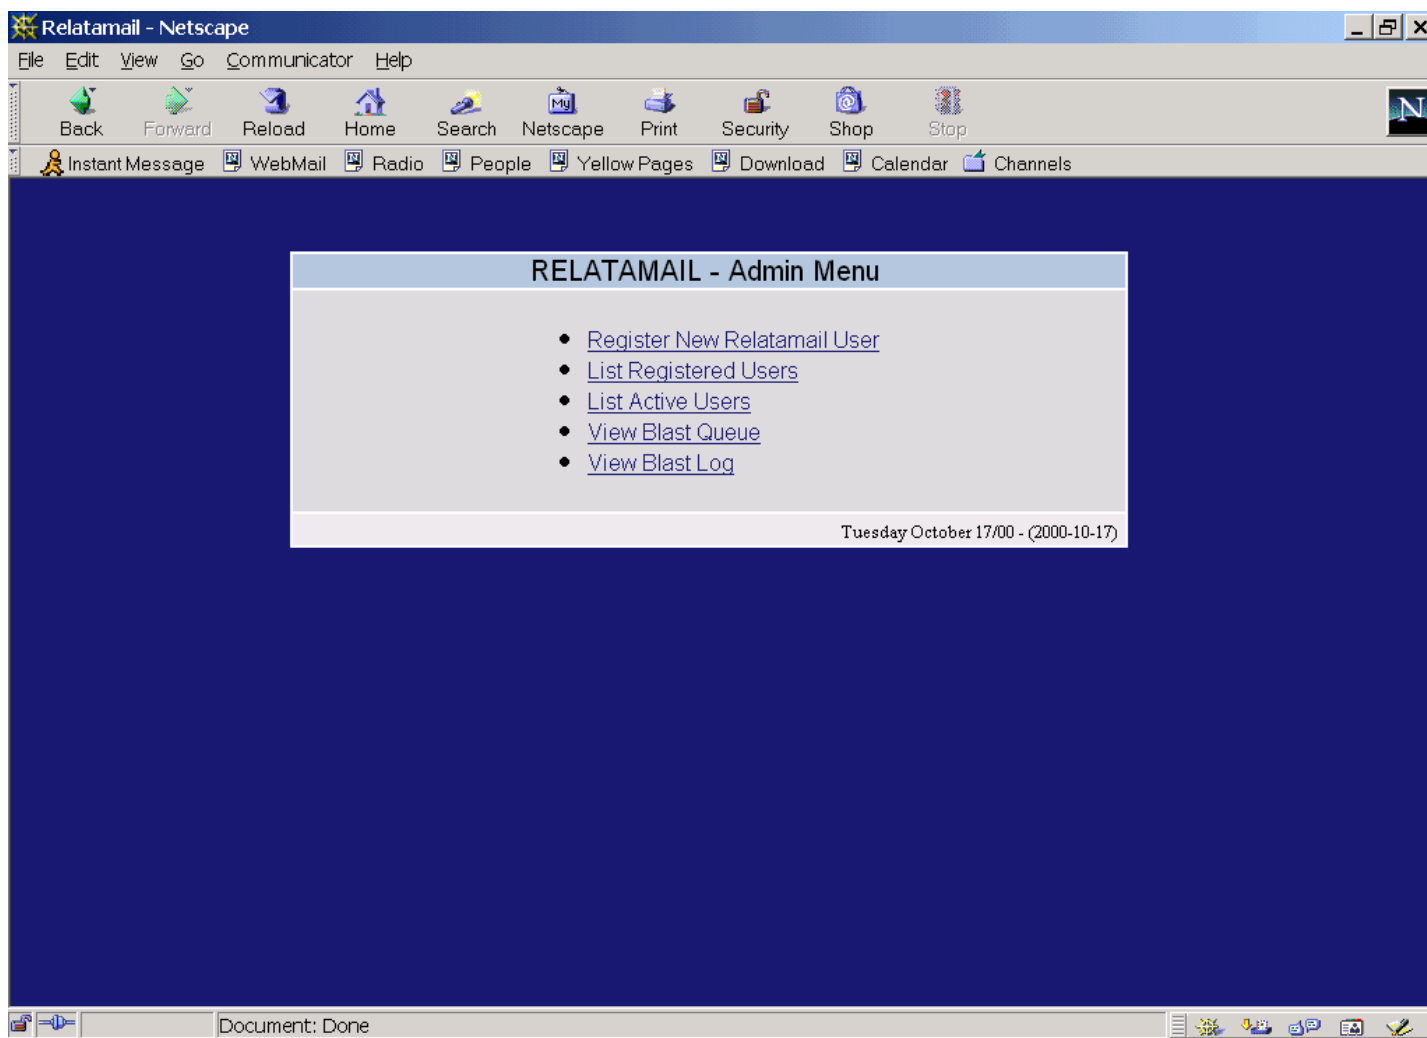 Relatamail - Netscape
File Edit View Go Communicator Help
My
Back Forward Reload Home Search Netscape Print Security Shop Stop
N
Instant Message WebMail Radio People Yellow Pages Download Calendar Channels
RELATAMAIL - Admin Menu
Register New Relatamail User
List Registered Users
List Active Users
View Blast Queue
View Blast Log
Tuesday October 17/00 - (2000-10-17)
Document: Done